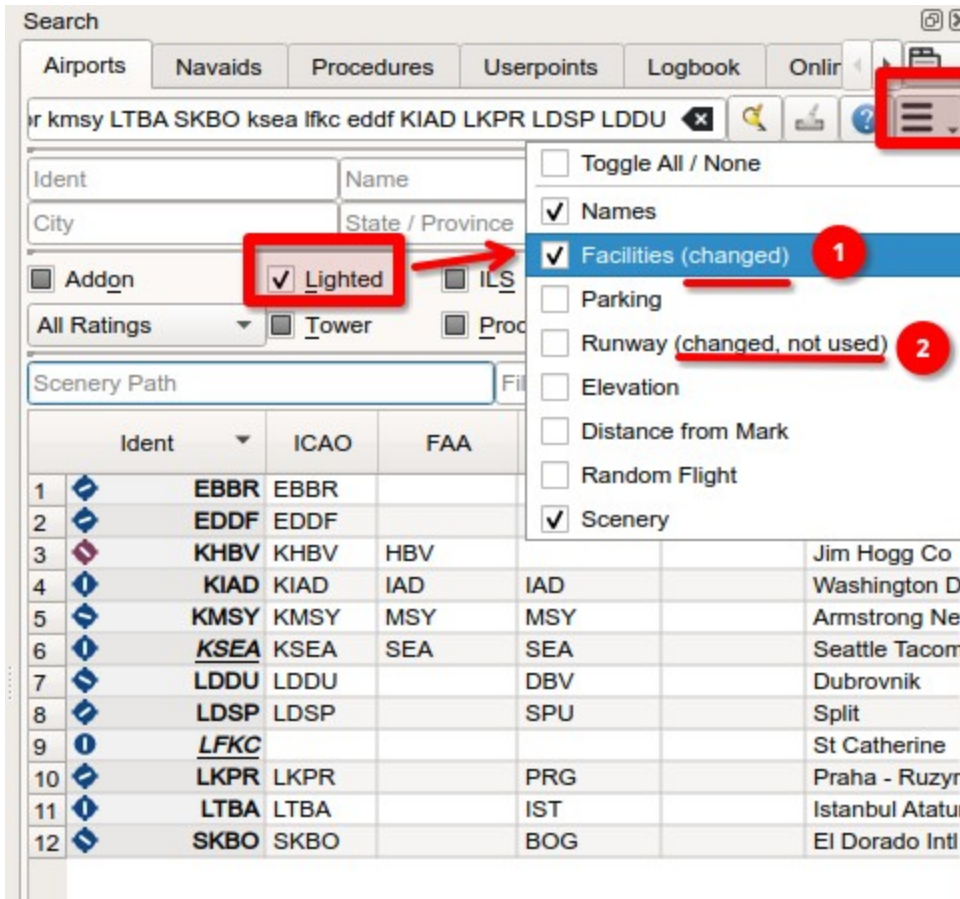 Search
Airports Navaids Procedures Userpoints Logbook Onlin
kmsy LTBA SKBO ksea lfkc eddf KIAD LKPR LDSP LDDU
Toggle All / None
Ident Name
Names
City State / Province
Facilities (changed) 1
Addon Lighted ILS
Parking
All Ratings Tower Proc
Runway (changed, not used) 2
Elevation
Scenery Path Fil
Distance from Mark
Ident ICAO FAA
Random Flight
1 EBBR EBBR
Scenery
2 EDDF EDDF
3 KHBV KHBV HBV Jim Hogg Co
4 KIAD KIAD IAD IAD Washington D
5 KMSY KMSY MSY MSY Armstrong Ne
6 KSEA KSEA SEA SEA Seattle Tacom
7 LDDU LDDU DBV Dubrovnik
8 LDSP LDSP SPU Split
9 LFKC St Catherine
10 LKPR LKPR PRG Praha - Ruzyn
11 LTBA LTBA IST Istanbul Atatur
12 SKBO SKBO BOG El Dorado Intl